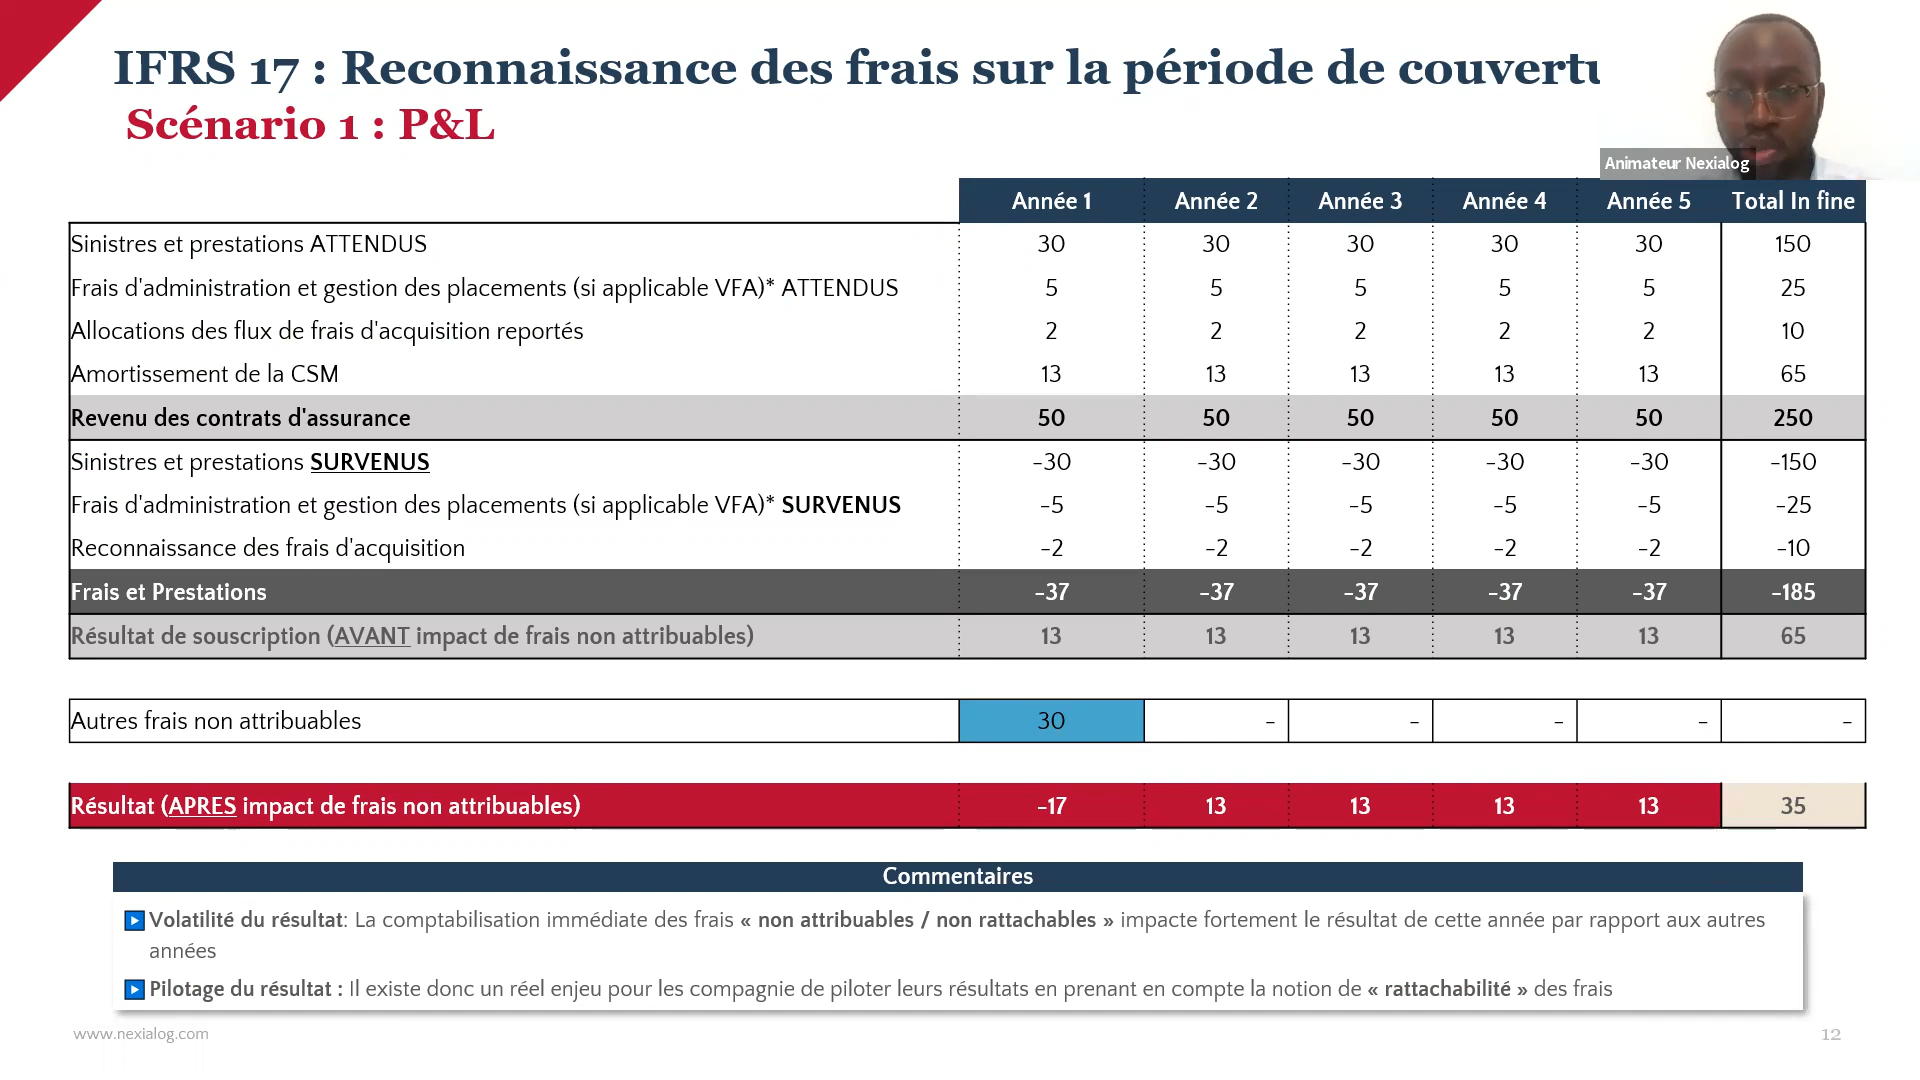 IFRS 17 : Reconnaissance des frais sur la période de couvertu
Scénario 1 : P&L
Animateur Nexialog
Année 1 Année 2 Année 3 Année 4 Année 5 Total In fine
Sinistres et prestations ATTENDUS 30 30 30 30 30 150
Frais d'administration et gestion des placements (si applicable VFA)* ATTENDUS 5 5 5 5 5 25
Allocations des flux de frais d'acquisition reportés 2 2 2 2 2 10
Amortissement de la CSM 13 13 13 13 13 65
Revenu des contrats d'assurance 50 50 50 50 50 250
Sinistres et prestations SURVENUS -30 -30 -30 -30 -30 -150
Frais d'administration et gestion des placements (si applicable VFA)* SURVENUS -5 -5 -5 -5 -5 -25
Reconnaissance des frais d'acquisition -2 -2 -2 -2 -2 -10
Frais et Prestations -37 -37 -37 -37 -37 -185
Résultat de souscription (AVANT impact de frais non attribuables) 13 13 13 13 13 65
Autres frais non attribuables 30 - - - - -
Résultat (APRES impact de frais non attribuables) -17 13 13 13 13 35
Commentaires
Volatilité du résultat: La comptabilisation immédiate des frais « non attribuables / non rattachables » impacte fortement le résultat de cette année par rapport aux autres
années
Pilotage du résultat : Il existe donc un réel enjeu pour les compagnie de piloter leurs résultats en prenant en compte la notion de « rattachabilité » des frais
www.nexialog.com
12